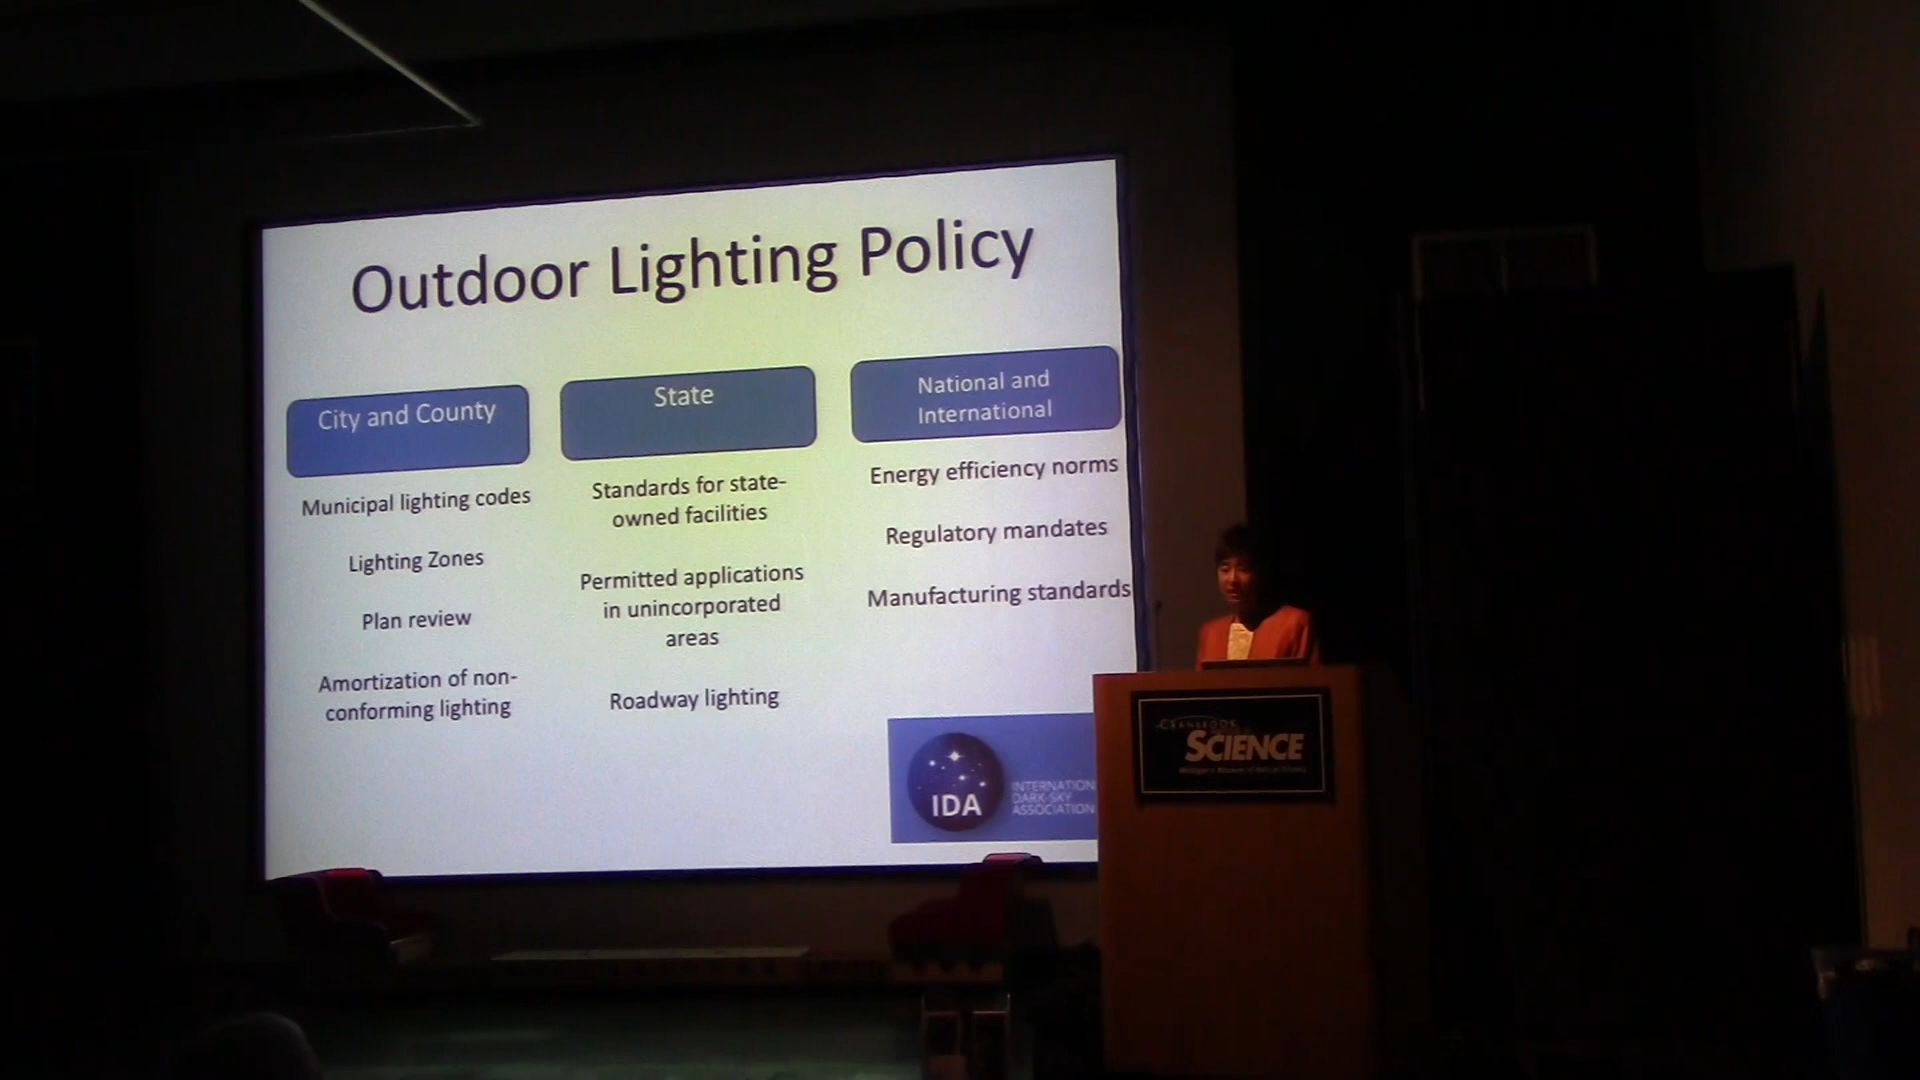 Outdoor Lighting Policy
City and County
Municipal lighting codes
Lighting Zones
Plan review
Amortization of non-
conforming lighting
State
Standards for state-
owned facilities
Permitted applications
in unincorporated
areas
Roadway lighting
National and
International
Energy efficiency norms
Regulatory mandates
Manufacturing standards
IDA
INTERNATION
DARK-SKY
ASSOCIATION
CRANBROOK
SCIENCE